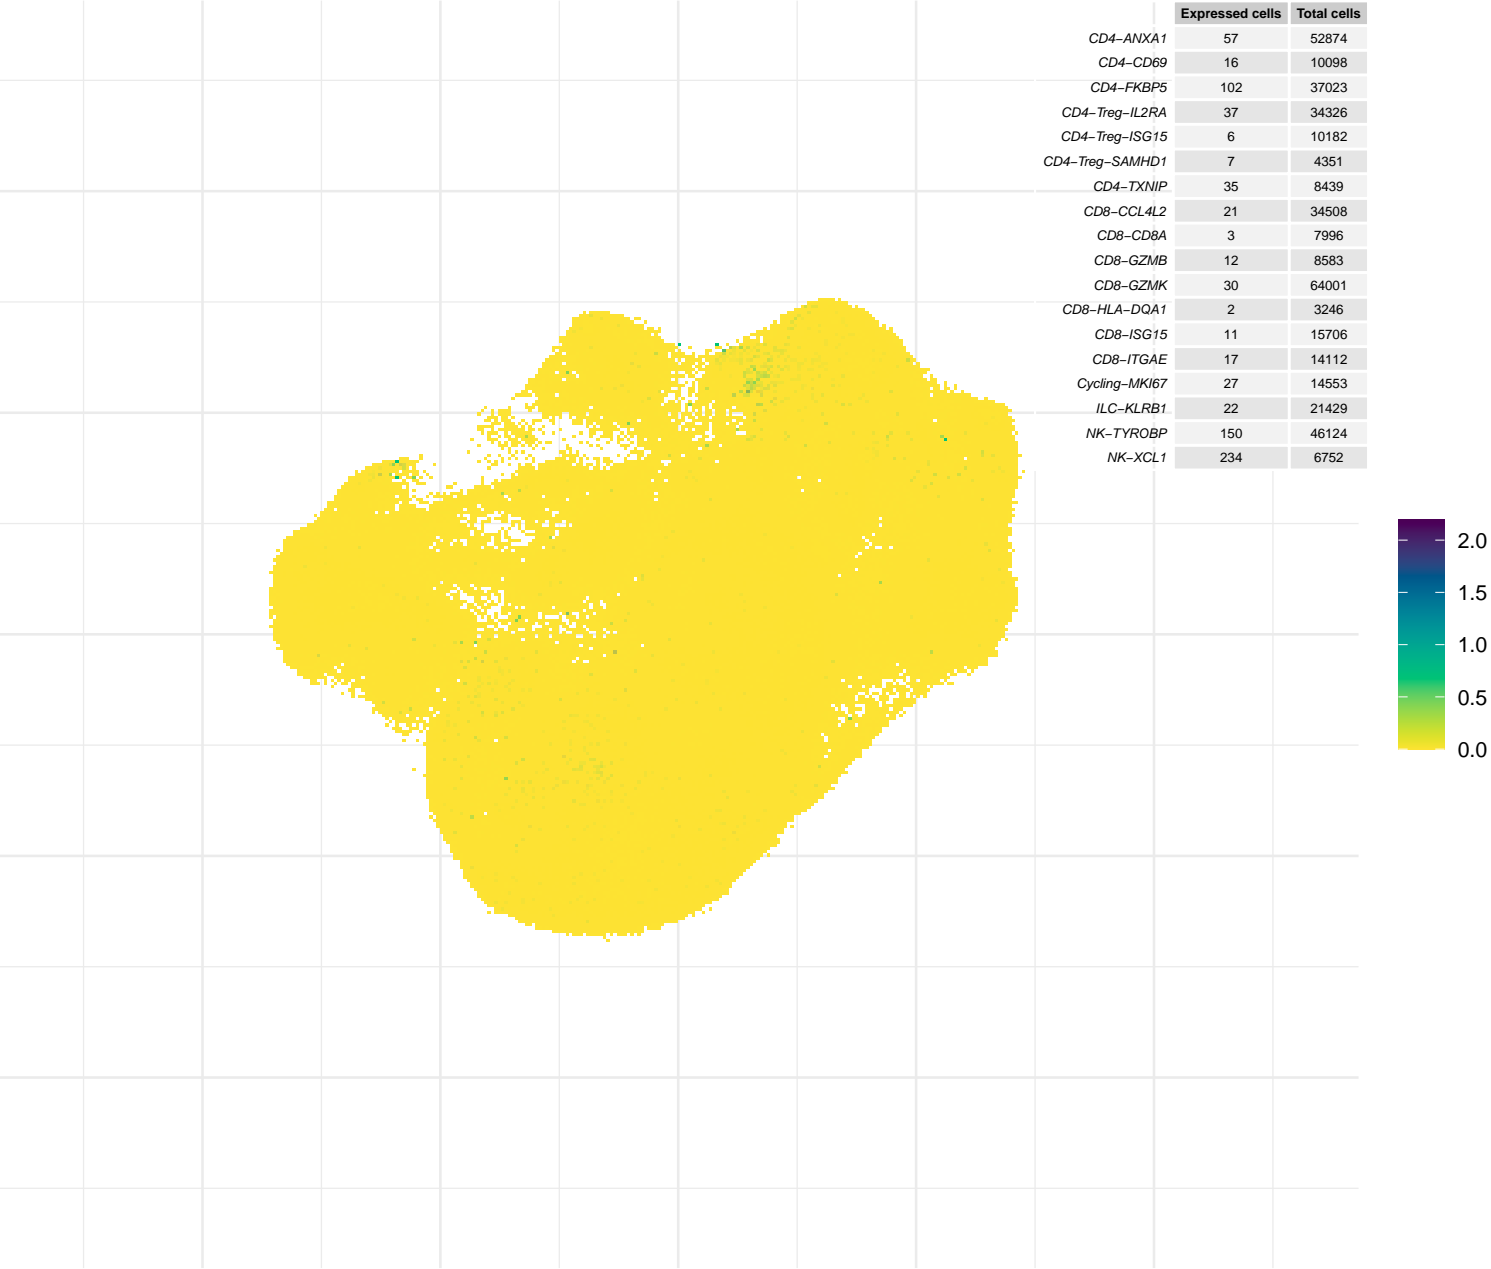 Expressed cells Total cells
CD4−ANXA1 57 52874
CD4−CD69 16 10098
CD4−FKBP5 102 37023
CD4−Treg−IL2RA 37 34326
CD4−Treg−ISG15 6 10182
CD4−Treg−SAMHD1 7 4351
CD4−TXNIP 35 8439
CD8−CCL4L2 21 34508
CD8−CD8A 3 7996
CD8−GZMB 12 8583
CD8−GZMK 30 64001
CD8−HLA−DQA1 2 3246
CD8−ISG15 11 15706
CD8−ITGAE 17 14112
Cycling−MKI67 27 14553
ILC−KLRB1 22 21429
NK−TYROBP 150 46124
NK−XCL1 234 6752
2.0
1.5
1.0
0.5
0.0